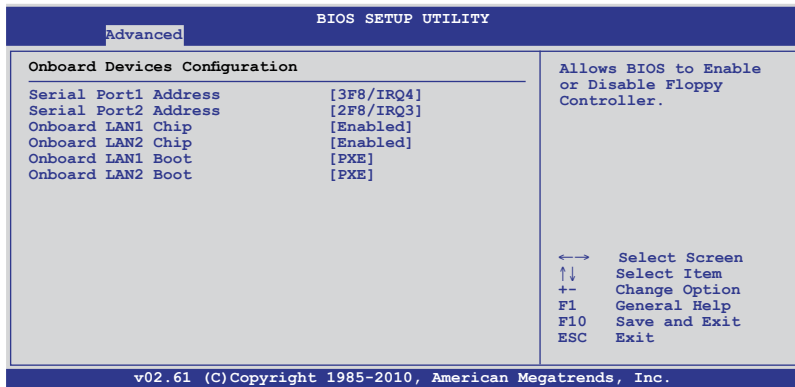 BIOS SETUP UTILITY
Advanced
Onboard Devices Configuration
Serial Port1 Address [3F8/IRQ4]
Serial Port2 Address [2F8/IRQ3]
Onboard LAN1 Chip [Enabled]
Onboard LAN2 Chip [Enabled]
Onboard LAN1 Boot [PXE]
Onboard LAN2 Boot [PXE]
Allows BIOS to Enable
or Disable Floppy
Controller.
←→ Select Screen
↑↓ Select Item
+- Change Option
F1 General Help
F10 Save and Exit
ESC Exit
v02.61 (C)Copyright 1985-2010, American Megatrends, Inc.